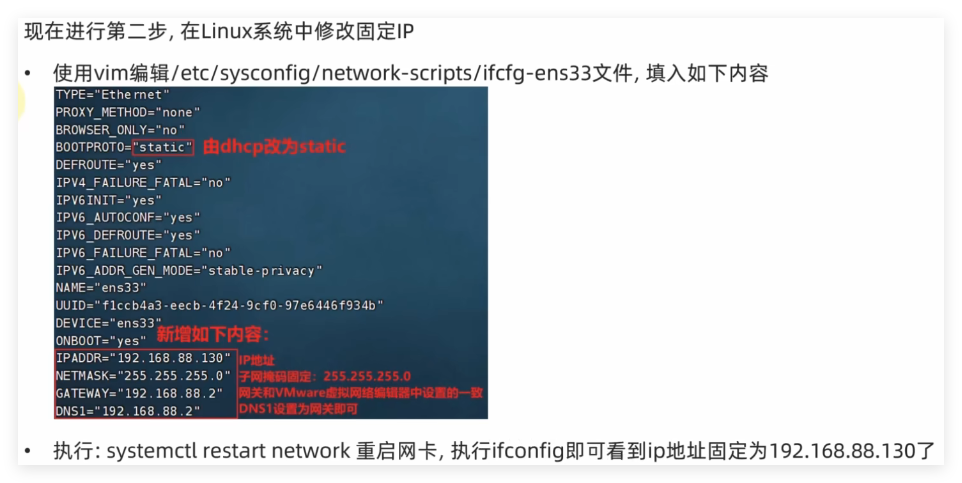 现在进行第二步, 在Linux系统中修改固定IP
• 使用vim编辑/etc/sysconfig/network-scripts/ifcfg-ens33文件, 填入如下内容
TYPE="Ethernet"
PROXY_METHOD="none"
BROWSER_ONLY="no"
BOOTPROTO="static" 由dhcp改为static
DEFROUTE="yes"
IPV4_FAILURE_FATAL="no"
IPV6INIT="yes"
IPV6_AUTOCONF="yes"
IPV6_DEFROUTE="yes"
IPV6_FAILURE_FATAL="no"
IPV6_ADDR_GEN_MODE="stable-privacy"
NAME="ens33"
UUID="f1ccb4a3-eecb-4f24-9cf0-97e6446f934b"
DEVICE="ens33"
ONBOOT="yes" 新增如下内容：
IPADDR="192.168.88.130" IP地址
NETMASK="255.255.255.0" 子网掩码固定：255.255.255.0
GATEWAY="192.168.88.2" 网关和VMware虚拟网络编辑器中设置的一致
DNS1="192.168.88.2" DNS1设置为网关即可
• 执行: systemctl restart network 重启网卡, 执行ifconfig即可看到ip地址固定为192.168.88.130了